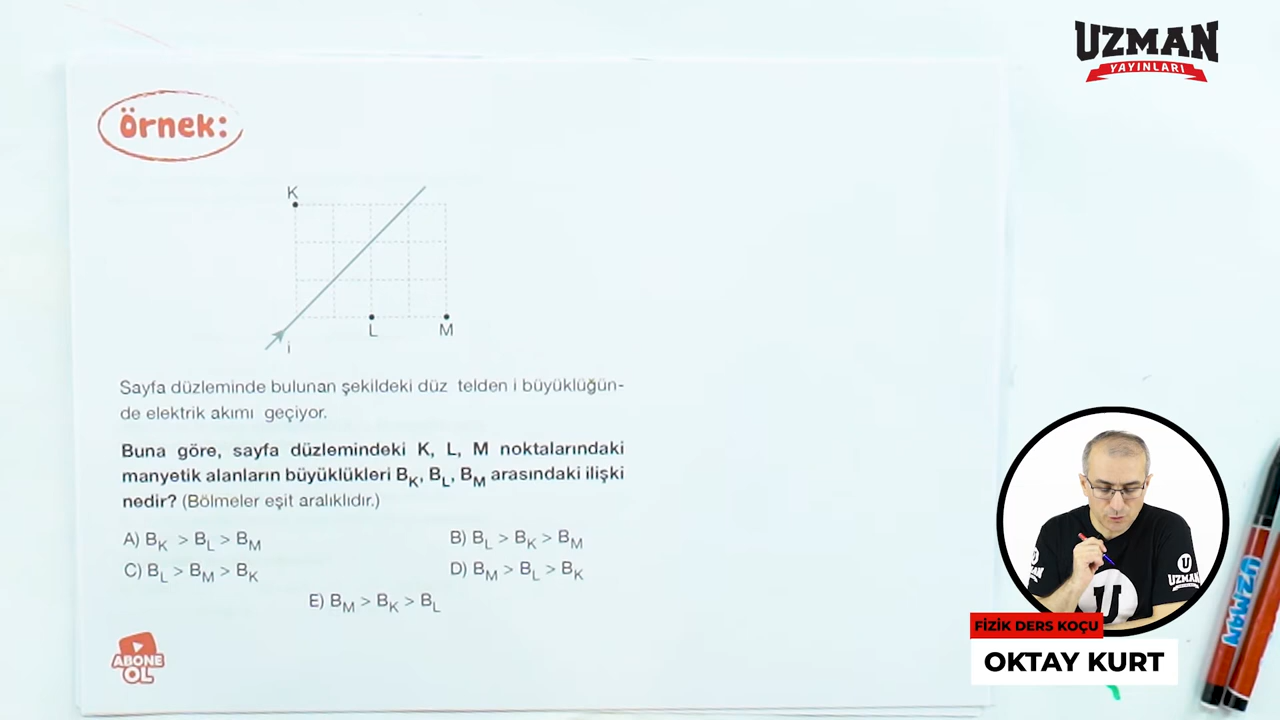 UZMAN
YAYINLARI
Örnek:
K
L
M
i
Sayfa düzleminde bulunan şekildeki düz telden i büyüklüğün-
de elektrik akımı geçiyor.
Buna göre, sayfa düzlemindeki K, L, M noktalarındaki
manyetik alanların büyüklükleri BK, BL, BM arasındaki ilişki
nedir? (Bölmeler eşit aralıklıdır.)
A) BK > BL > BM
B) BL > BK > BM
C) BL > BM > BK
D) BM > BL > BK
E) BM > BK > BL
ABONE
OL
U
UZMAN
U
FİZİK DERS KOÇU
OKTAY KURT
UZMAN